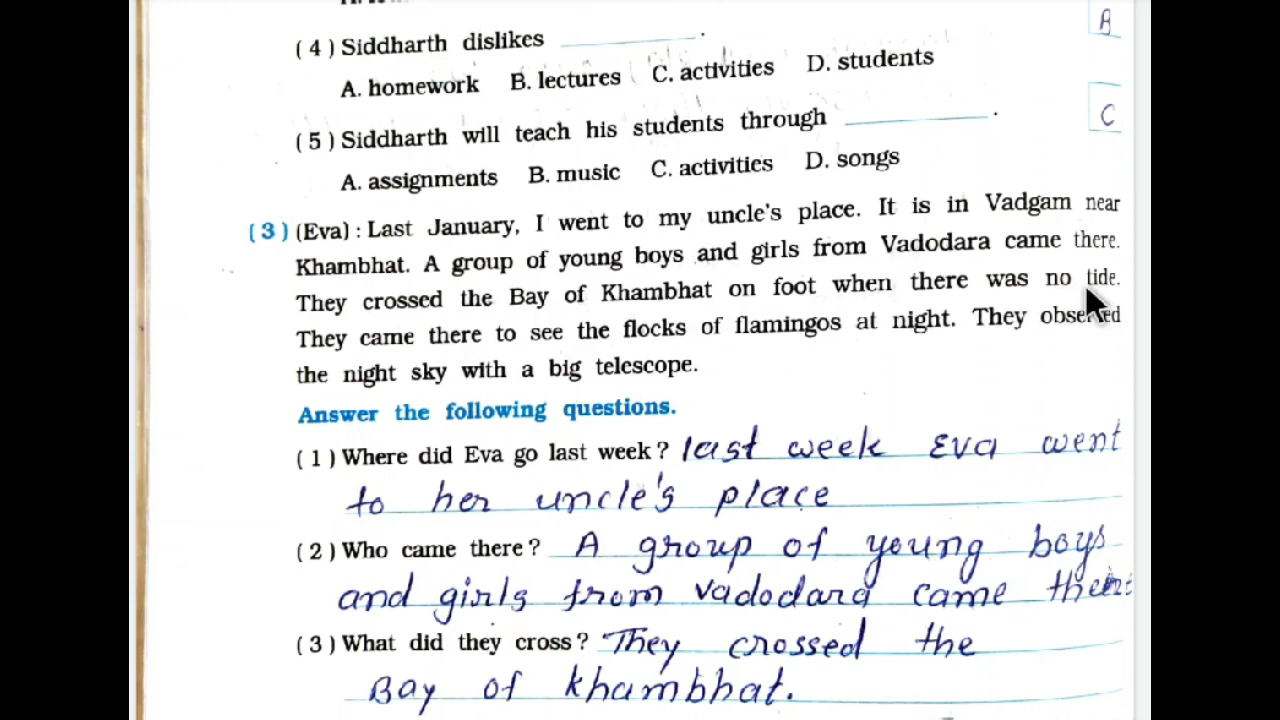 (4) Siddharth dislikes ________.
B
A. homework B. lectures C. activities D. students
(5) Siddharth will teach his students through ________.
C
A. assignments B. music C. activities D. songs
(3) (Eva) : Last January, I went to my uncle's place. It is in Vadgam near
Khambhat. A group of young boys and girls from Vadodara came there.
They crossed the Bay of Khambhat on foot when there was no tide.
They came there to see the flocks of flamingos at night. They observed
the night sky with a big telescope.
Answer the following questions.
(1) Where did Eva go last week? last week Eva went
to her uncle's place
(2) Who came there? A group of young boys
and girls from vadodara came there
(3) What did they cross? They crossed the
Bay of khambhat.